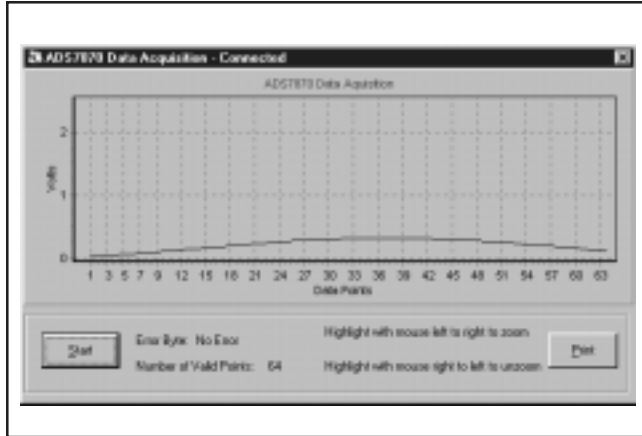 ADS7870 Data Acquisition - Connected
ADS7870 Data Aquisition
Volts
2
1
0
1 3 5 7 9 12 15 18 21 24 27 30 33 36 39 42 45 48 51 54 57 60 63
Data Points
Start
Error Byte: No Error
Number of Valid Points: 64
Highlight with mouse left to right to zoom
Highlight with mouse right to left to unzoom
Print